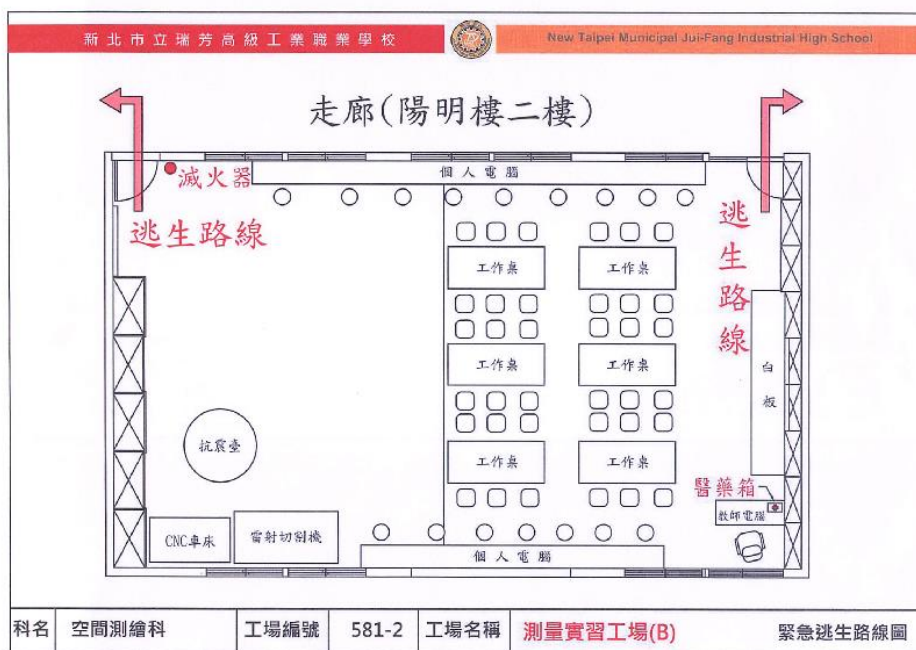 新北市立瑞芳高級工業職業學校
New Taipei Municipal Jui-Fang Industrial High School
走廊(陽明樓二樓)
滅火器
個人電腦
逃生路線
逃生路線
工作桌 工作桌
工作桌 工作桌
白板
抗震臺
工作桌 工作桌
醫藥箱
教師電腦
CNC車床
雷射切割機
個人電腦
科名 空間測繪科 工場編號 581-2 工場名稱 測量實習工場(B) 緊急逃生路線圖